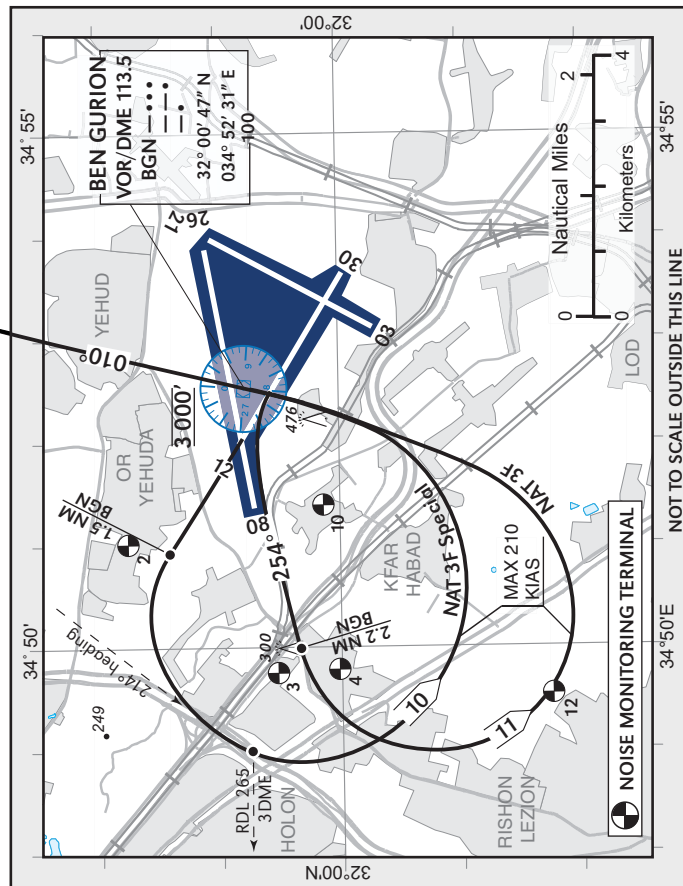 32°00'
34° 55'
BEN GURION
VOR/DME 113.5
BGN
32° 00' 47" N
034° 52' 31" E
100
34° 55'
2621
30
03
YEHUD
010°
3 000'
9
27
18
476
OR
YEHUDA
12
08
254°
1.5 NM
BGN
2
10
KFAR
HABAD
NAT 3F Special
NAT 3F
MAX 210
KIAS
LOD
Nautical Miles
0
2
0
4
Kilometers
34° 50'
34° 50'E
249
214° heading
300
2.2 NM
BGN
3
4
RDL 265
3 DME
HOLON
10
11
12
RISHON
LEZION
NOISE MONITORING TERMINAL
32°00'N
NOT TO SCALE OUTSIDE THIS LINE